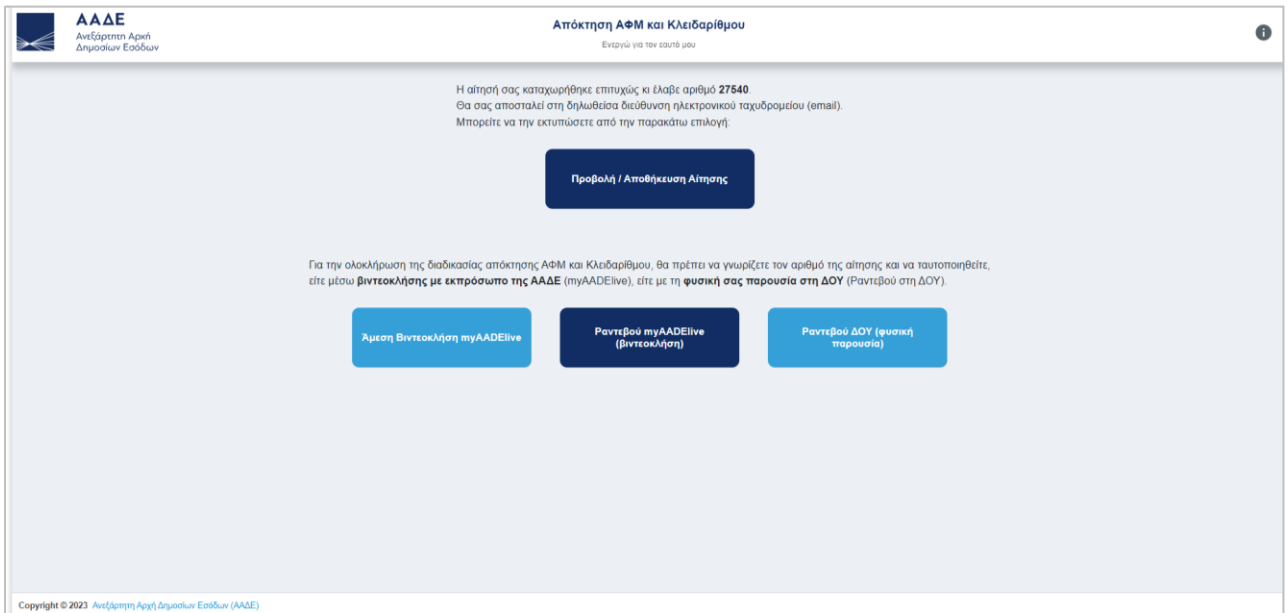 ΑΑΔΕ
Ανεξάρτητη Αρχή
Δημοσίων Εσόδων
Απόκτηση ΑΦΜ και Κλειδαρίθμου
Ενεργώ για τον εαυτό μου
Η αίτησή σας καταχωρήθηκε επιτυχώς κι έλαβε αριθμό 27540.
Θα σας αποσταλεί στη δηλωθείσα διεύθυνση ηλεκτρονικού ταχυδρομείου (email).
Μπορείτε να την εκτυπώσετε από την παρακάτω επιλογή:
Προβολή / Αποθήκευση Αίτησης
Για την ολοκλήρωση της διαδικασίας απόκτησης ΑΦΜ και Κλειδαρίθμου, θα πρέπει να γνωρίζετε τον αριθμό της αίτησης και να ταυτοποιηθείτε,
είτε μέσω βιντεοκλήσης με εκπρόσωπο της ΑΑΔΕ (myAADElive), είτε με τη φυσική σας παρουσία στη ΔΟΥ (Ραντεβού στη ΔΟΥ).
Άμεση Βιντεοκλήση myAADElive
Ραντεβού myAADElive
(βιντεοκλήση)
Ραντεβού ΔΟΥ (φυσική
παρουσία)
Copyright © 2023 Ανεξάρτητη Αρχή Δημοσίων Εσόδων (ΑΑΔΕ)